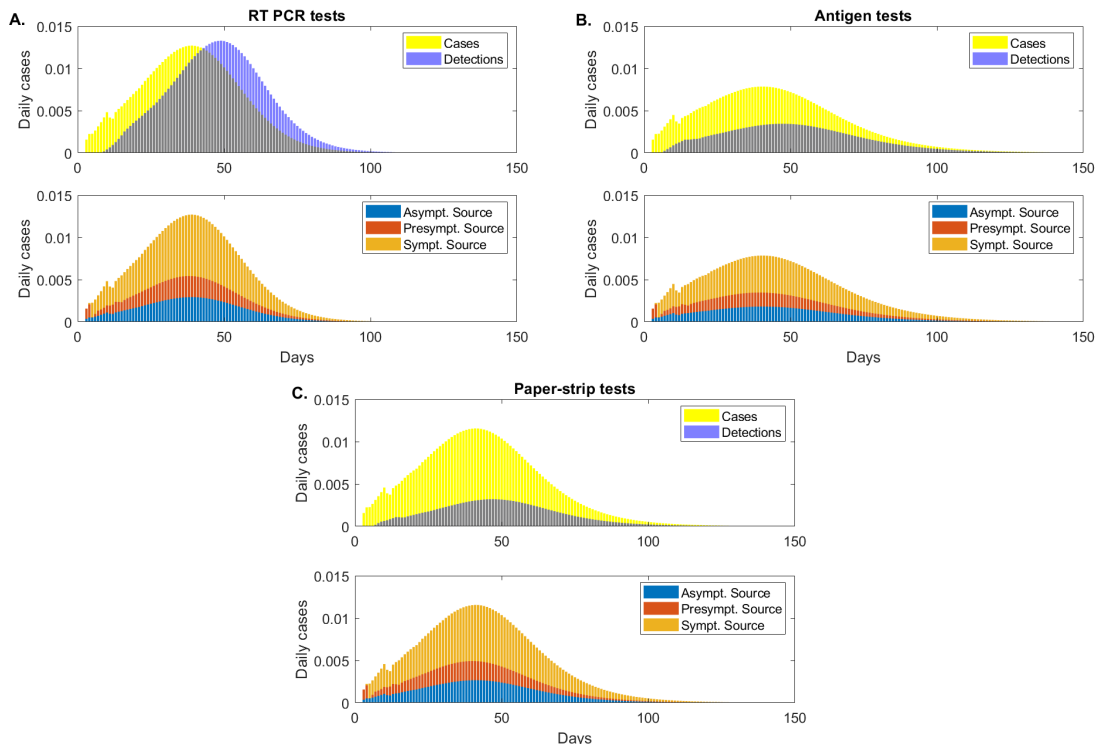 A.
RT PCR tests
0.015
0.01
0.005
0
Daily cases
Cases
Detections
0
50
100
150
0.015
0.01
0.005
0
Daily cases
Asympt. Source
Presympt. Source
Sympt. Source
0
50
100
150
Days
B.
Antigen tests
0.015
0.01
0.005
0
Daily cases
Cases
Detections
0
50
100
150
0.015
0.01
0.005
0
Daily cases
Asympt. Source
Presympt. Source
Sympt. Source
0
50
100
150
Days
C.
Paper-strip tests
0.015
0.01
0.005
0
Daily cases
Cases
Detections
0
50
100
150
0.015
0.01
0.005
0
Daily cases
Asympt. Source
Presympt. Source
Sympt. Source
0
50
100
150
Days